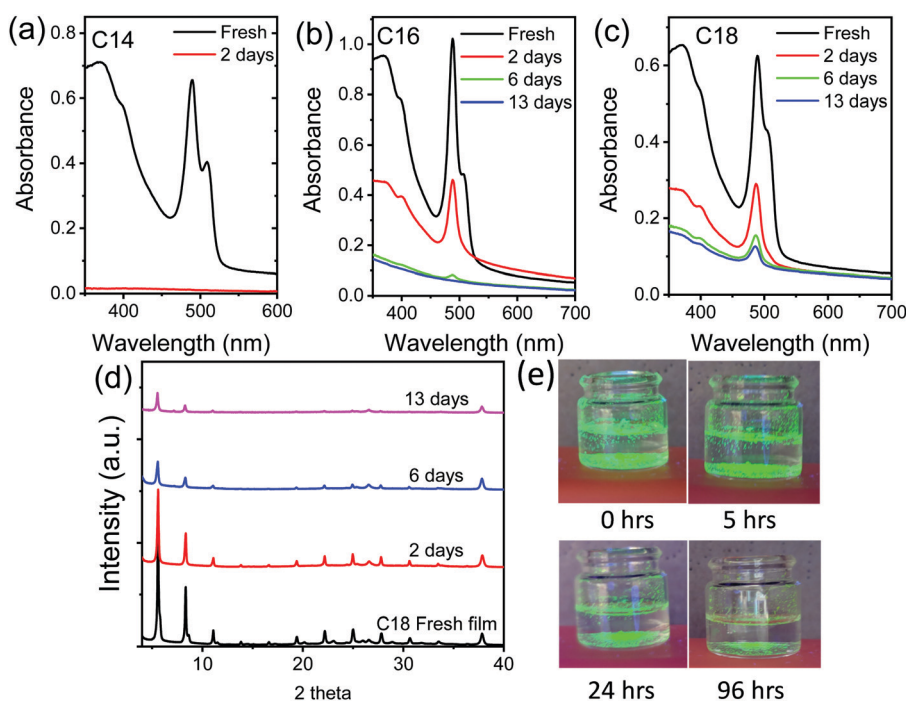 (a)
C14
Fresh
2 days
0.8
0.6
0.4
0.2
0.0
Absorbance
400
500
600
Wavelength (nm)
(b)
C16
Fresh
2 days
6 days
13 days
1.0
0.8
0.6
0.4
0.2
0.0
Absorbance
400
500
600
700
Wavelength (nm)
(c)
C18
Fresh
2 days
6 days
13 days
0.6
0.4
0.2
0.0
Absorbance
400
500
600
700
Wavelength (nm)
(d)
13 days
6 days
2 days
C18 Fresh film
Intensity (a.u.)
10
20
30
40
2 theta
(e)
0 hrs
5 hrs
24 hrs
96 hrs